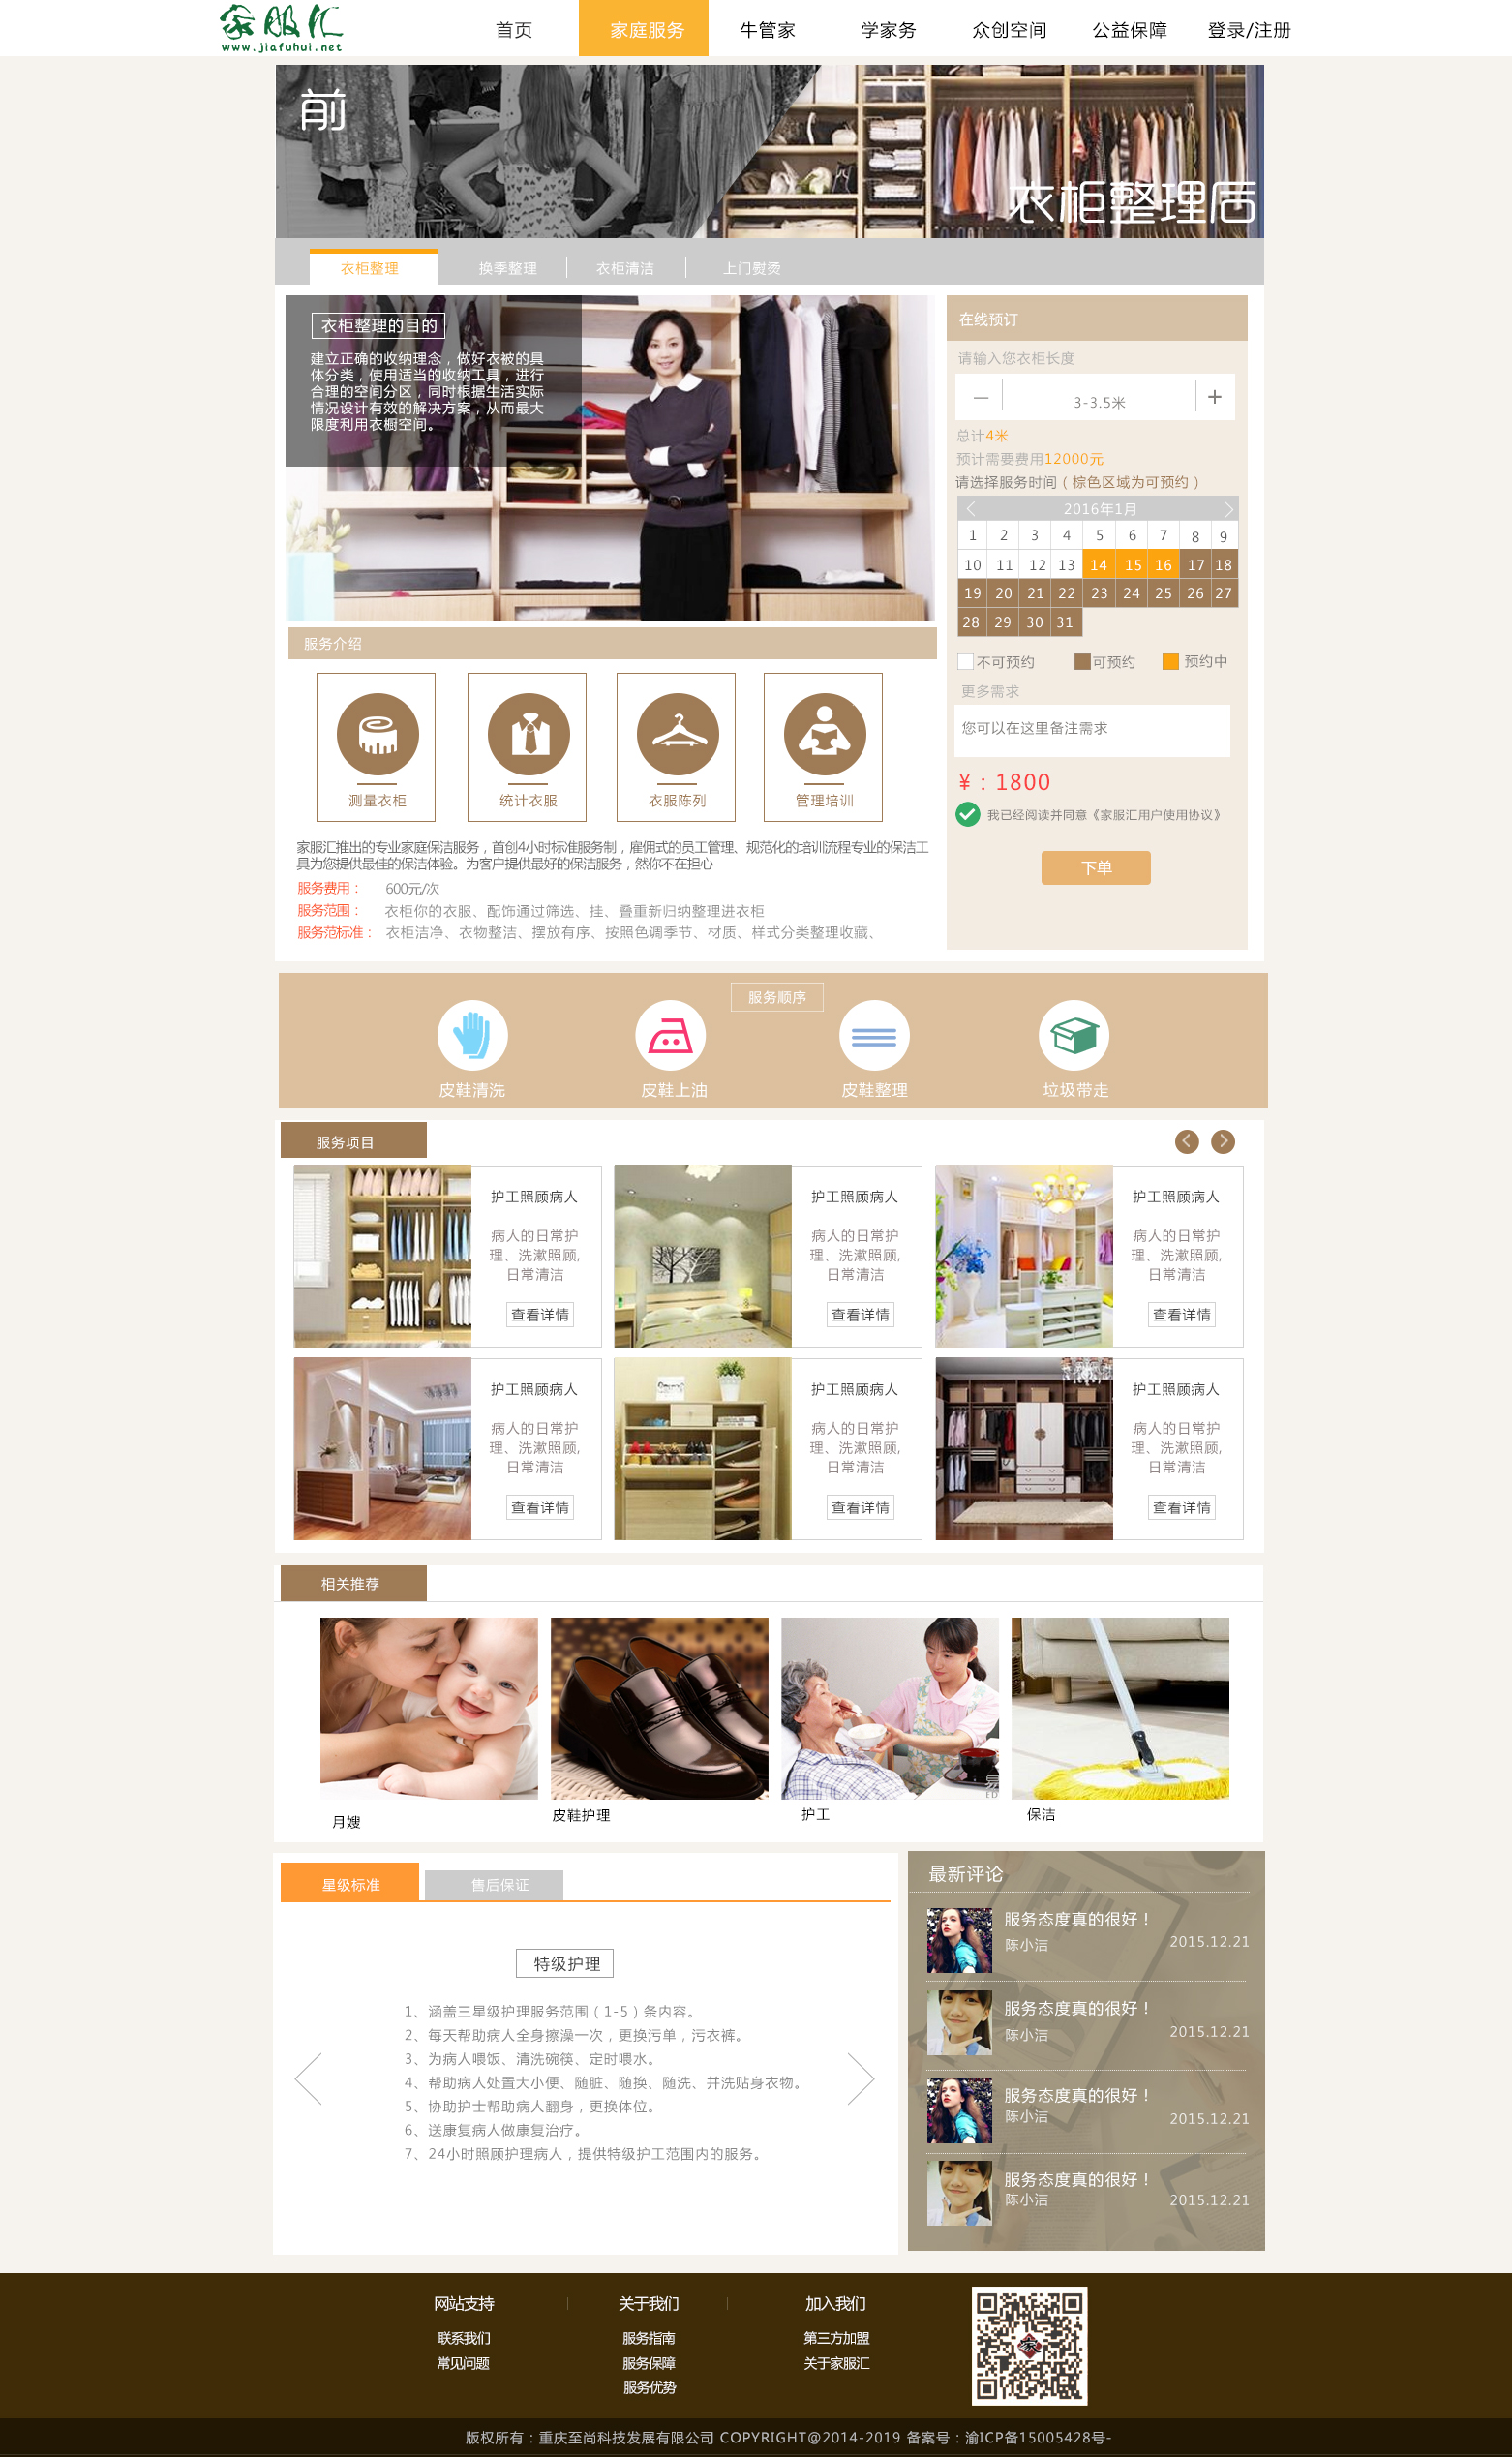 家服汇
www.jiafuhui.net
首页 家庭服务 牛管家 学家务 众创空间 公益保障 登录/注册
前
衣柜整理后
衣柜整理 换季整理 衣柜清洁 上门熨烫
衣柜整理的目的
建立正确的收纳理念，做好衣被的具
体分类，使用适当的收纳工具，进行
合理的空间分区，同时根据生活实际
情况设计有效的解决方案，从而最大
限度利用衣橱空间。
在线预订
请输入您衣柜长度
— 3-3.5米 +
总计4米
预计需要费用12000元
请选择服务时间（棕色区域为可预约）
2016年1月
1 2 3 4 5 6 7 8 9
10 11 12 13 14 15 16 17 18
19 20 21 22 23 24 25 26 27
28 29 30 31
不可预约 可预约 预约中
更多需求
您可以在这里备注需求
¥：1800
我已经阅读并同意《家服汇用户使用协议》
下单
服务介绍
测量衣柜 统计衣服 衣服陈列 管理培训
家服汇推出的专业家庭保洁服务，首创4小时标准服务制，雇佣式的员工管理、规范化的培训流程专业的保洁工
具为您提供最佳的保洁体验。为客户提供最好的保洁服务，然你不在担心
服务费用： 600元/次
服务范围： 衣柜你的衣服、配饰通过筛选、挂、叠重新归纳整理进衣柜
服务范标准： 衣柜洁净、衣物整洁、摆放有序、按照色调季节、材质、样式分类整理收藏、
服务顺序
皮鞋清洗 皮鞋上油 皮鞋整理 垃圾带走
服务项目
护工照顾病人 护工照顾病人 护工照顾病人
病人的日常护 病人的日常护 病人的日常护
理、洗漱照顾, 理、洗漱照顾, 理、洗漱照顾,
日常清洁 日常清洁 日常清洁
查看详情 查看详情 查看详情
护工照顾病人 护工照顾病人 护工照顾病人
病人的日常护 病人的日常护 病人的日常护
理、洗漱照顾, 理、洗漱照顾, 理、洗漱照顾,
日常清洁 日常清洁 日常清洁
查看详情 查看详情 查看详情
相关推荐
月嫂 皮鞋护理 护工 保洁
星级标准 售后保证
特级护理
1、涵盖三星级护理服务范围（1-5）条内容。
2、每天帮助病人全身擦澡一次，更换污单，污衣裤。
3、为病人喂饭、清洗碗筷、定时喂水。
4、帮助病人处置大小便、随脏、随换、随洗、并洗贴身衣物。
5、协助护士帮助病人翻身，更换体位。
6、送康复病人做康复治疗。
7、24小时照顾护理病人，提供特级护工范围内的服务。
最新评论
服务态度真的很好！
陈小洁 2015.12.21
服务态度真的很好！
陈小洁 2015.12.21
服务态度真的很好！
陈小洁 2015.12.21
服务态度真的很好！
陈小洁 2015.12.21
网站支持 关于我们 加入我们
联系我们 服务指南 第三方加盟
常见问题 服务保障 关于家服汇
服务优势
家
版权所有：重庆至尚科技发展有限公司 COPYRIGHT@2014-2019 备案号：渝ICP备15005428号-